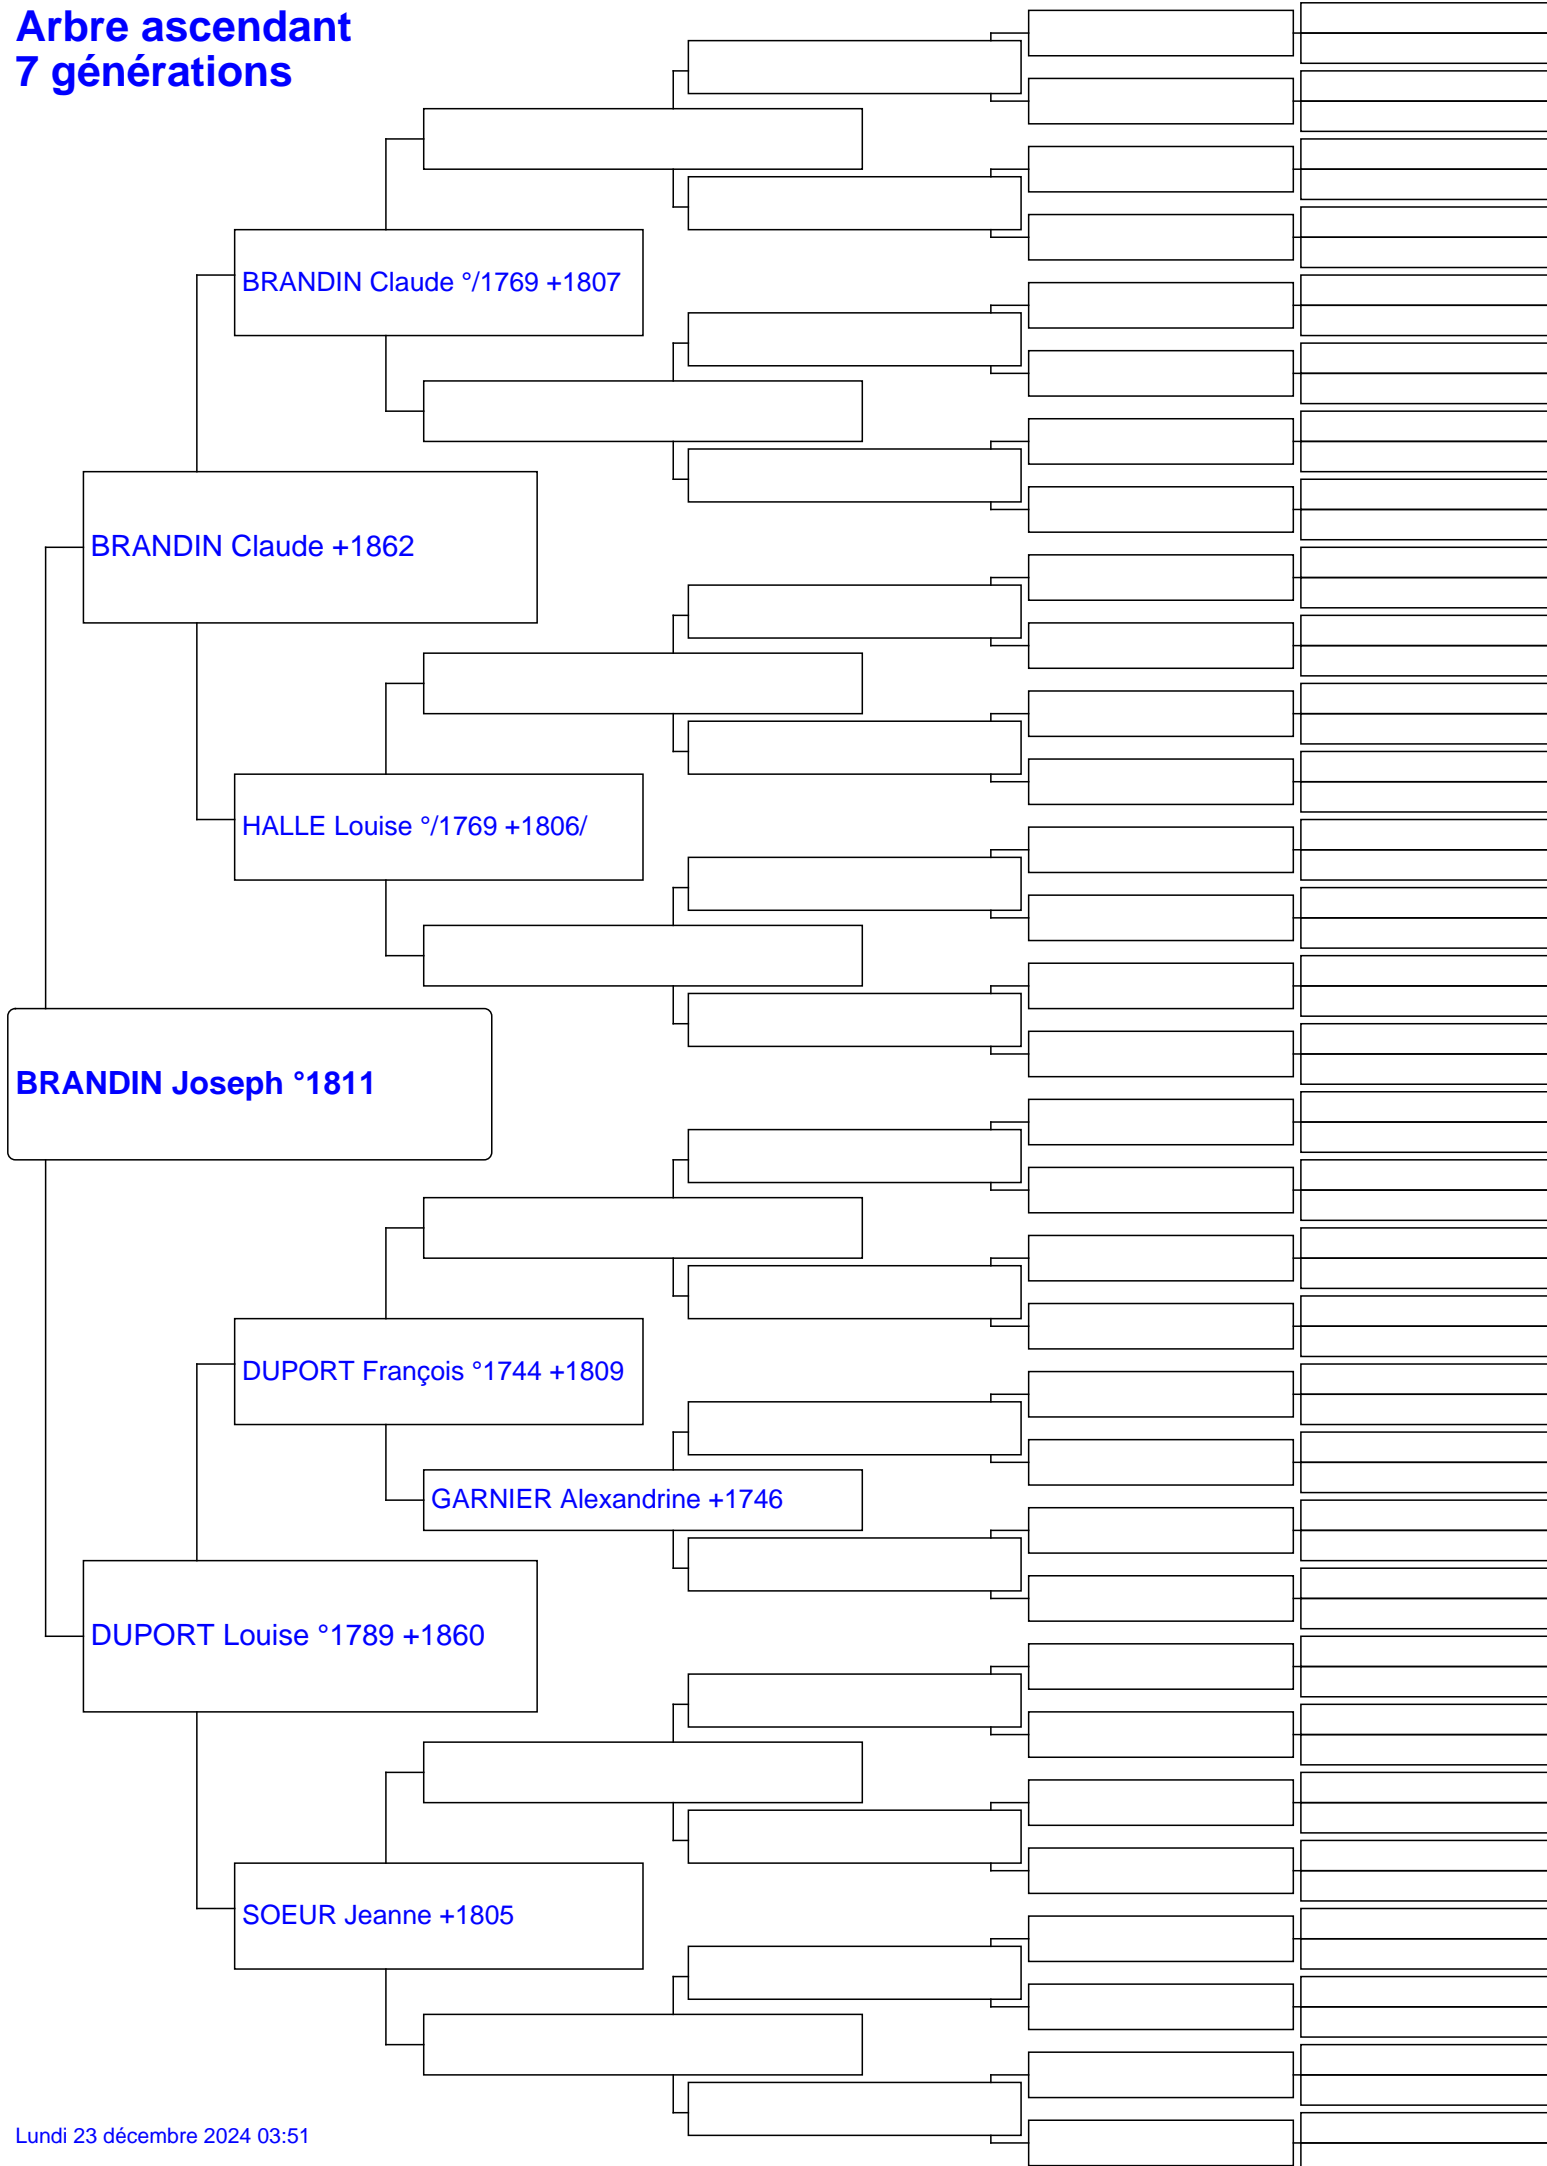 Arbre ascendant
7 générations
BRANDIN Claude °/1769 +1807
BRANDIN Claude +1862
HALLE Louise °/1769 +1806/
BRANDIN Joseph °1811
DUPORT François °1744 +1809
GARNIER Alexandrine +1746
DUPORT Louise °1789 +1860
SOEUR Jeanne +1805
Lundi 23 décembre 2024 03:51